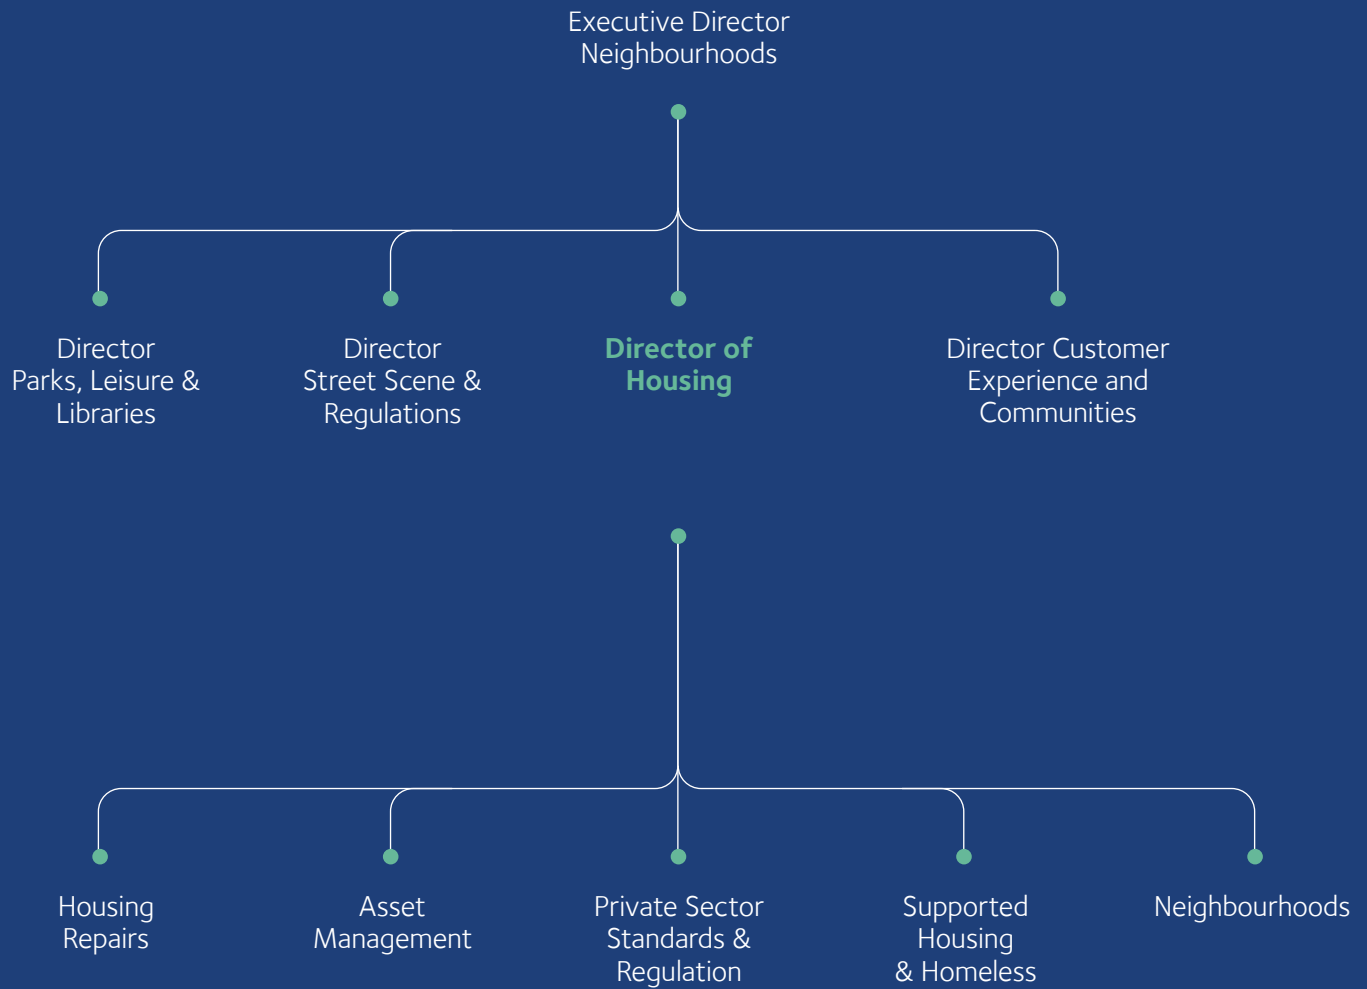 Executive Director
Neighbourhoods
Director
Parks, Leisure &
Libraries
Director
Street Scene &
Regulations
Director of
Housing
Director Customer
Experience and
Communities
Housing
Repairs
Asset
Management
Private Sector
Standards &
Regulation
Supported
Housing
& Homeless
Neighbourhoods